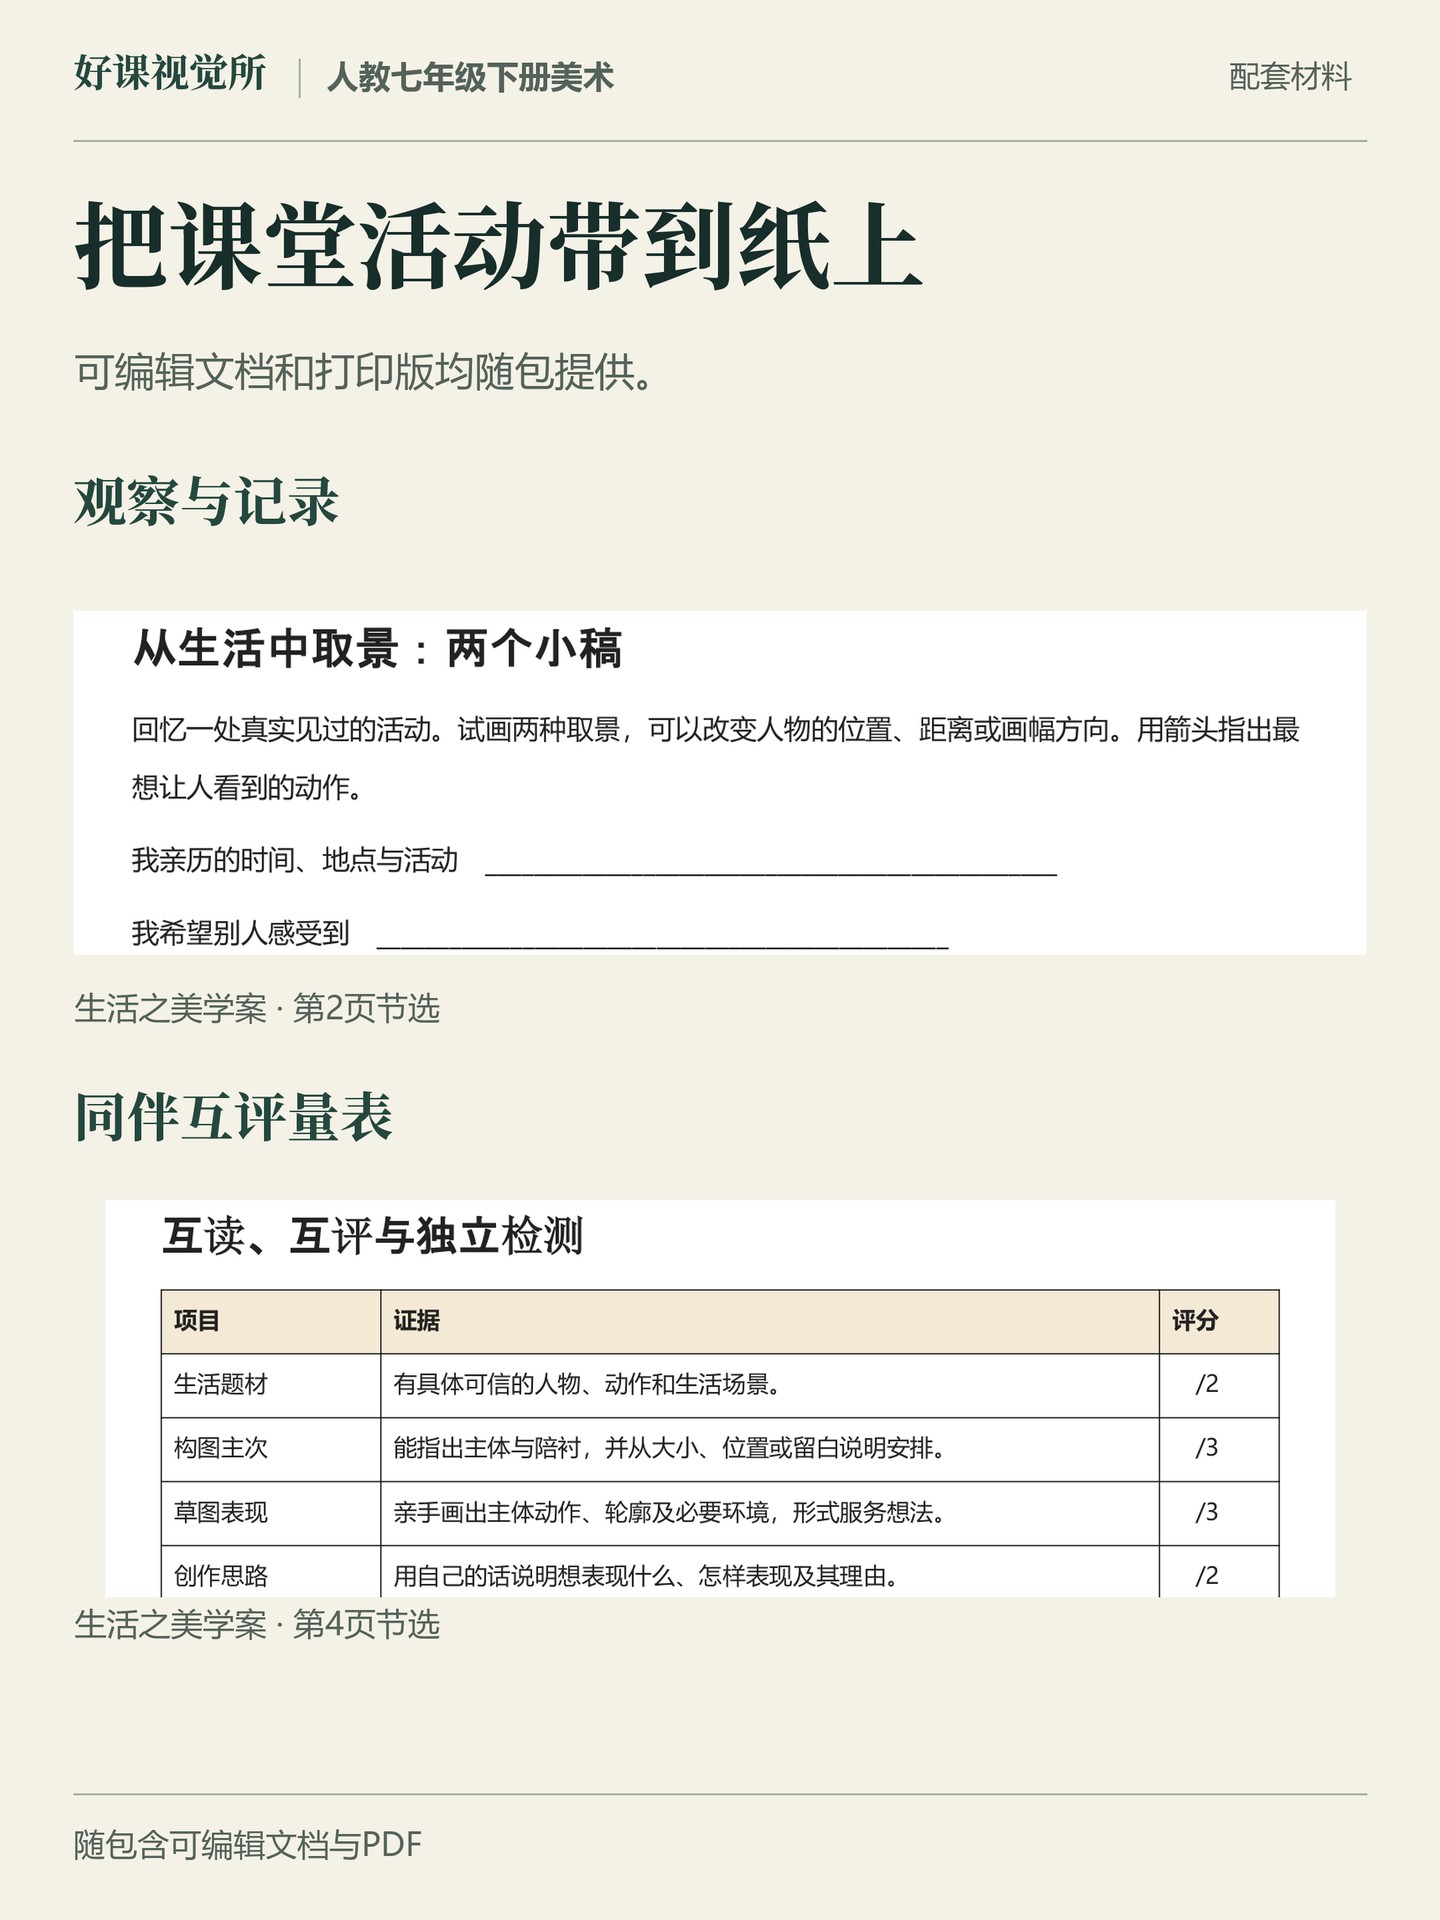 好课视觉所 | 人教七年级下册美术 配套材料
把课堂活动带到纸上
可编辑文档和打印版均随包提供。
观察与记录
从生活中取景：两个小稿
回忆一处真实见过的活动。试画两种取景，可以改变人物的位置、距离或画幅方向。用箭头指出最
想让人看到的动作。
我亲历的时间、地点与活动 ____________________
我希望别人感受到 ____________________
生活之美学案 · 第2页节选
同伴互评量表
互读、互评与独立检测
项目 证据 评分
生活题材 有具体可信的人物、动作和生活场景。 /2
构图主次 能指出主体与陪衬，并从大小、位置或留白说明安排。 /3
草图表现 亲手画出主体动作、轮廓及必要环境，形式服务想法。 /3
创作思路 用自己的话说明想表现什么、怎样表现及其理由。 /2
生活之美学案 · 第4页节选
随包含可编辑文档与PDF